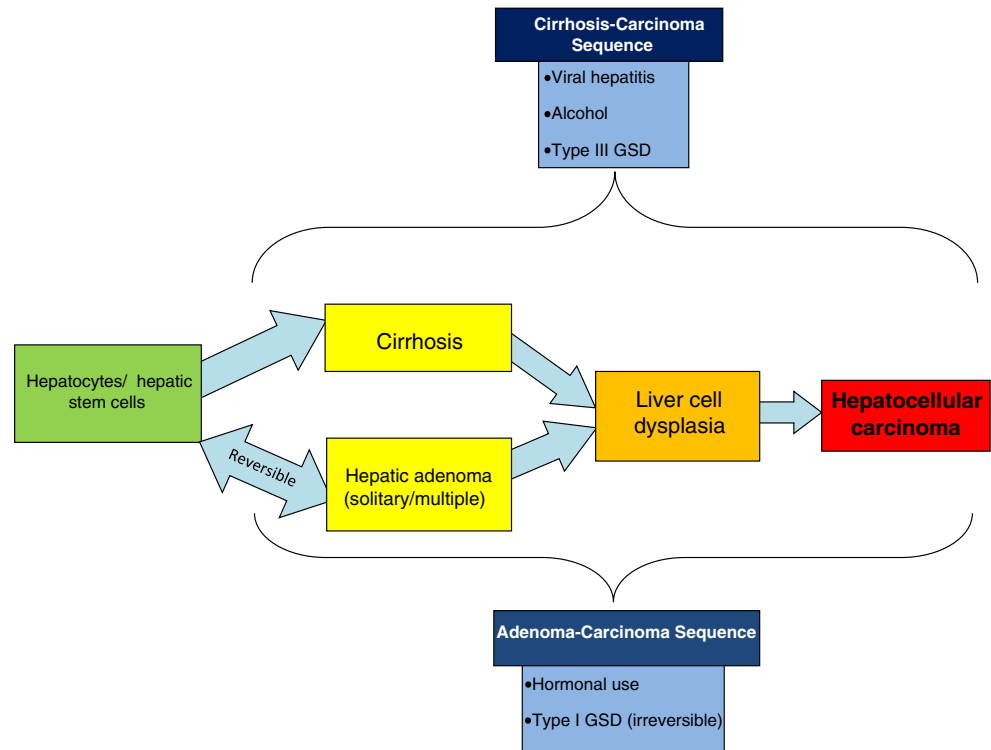 Cirrhosis-Carcinoma
Sequence
•Viral hepatitis
•Alcohol
•Type III GSD
Hepatocytes/ hepatic
stem cells
Cirrhosis
Reversible
Hepatic adenoma
(solitary/multiple)
Liver cell
dysplasia
Hepatocellular
carcinoma
Adenoma-Carcinoma Sequence
•Hormonal use
•Type I GSD (irreversible)